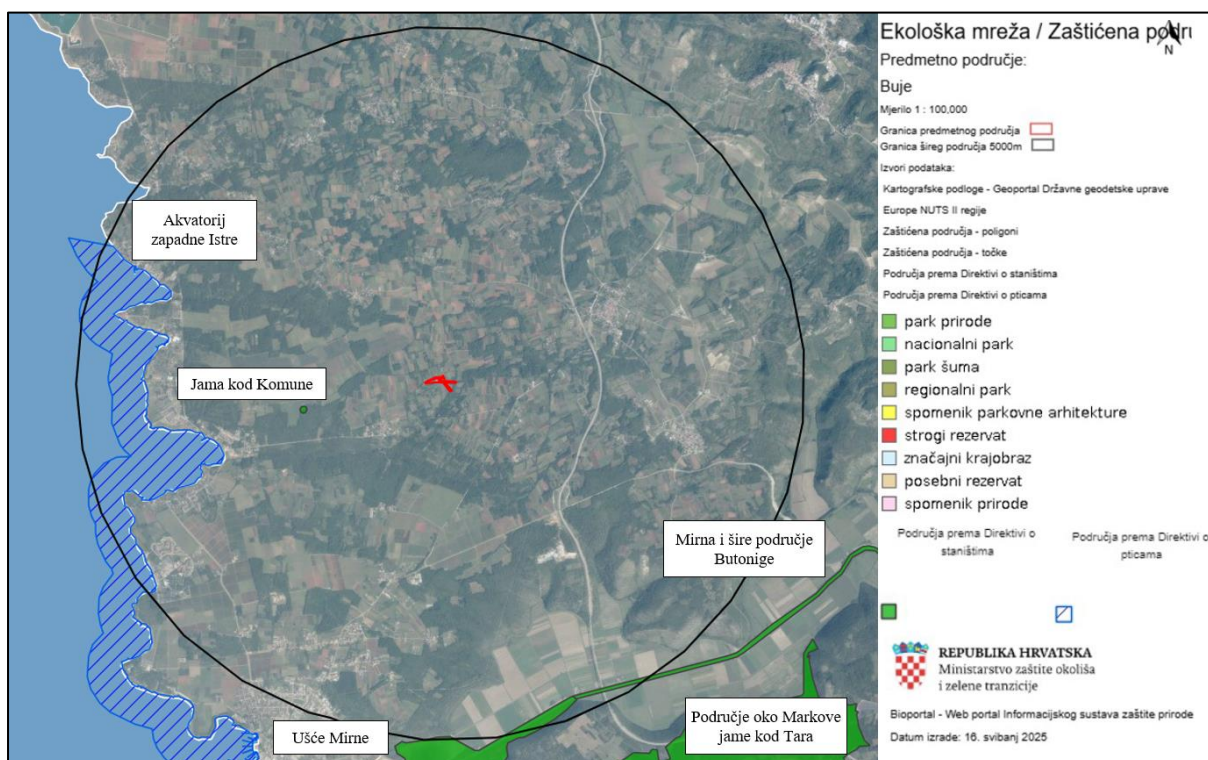 Akvatorij
zapadne Istre
Jama kod Komune
Mirna i šire područje
Butonige
Područje oko Markove
jame kod Tara
Ušće Mirne
Ekološka mreža / Zaštićena podru
N
Predmetno područje:
Buje
Mjerilo 1 : 100,000
Granica predmetnog područja
Granica šireg područja 5000m
Izvori podataka:
Kartografske podloge - Geoportal Državne geodetske uprave
Europe NUTS II regije
Zaštićena područja - poligoni
Zaštićena područja - točke
Područja prema Direktivi o staništima
Područja prema Direktivi o pticama
park prirode
nacionalni park
park šuma
regionalni park
spomenik parkovne arhitekture
strogi rezervat
značajni krajobraz
posebni rezervat
spomenik prirode
Područja prema Direktivi o
staništima
Područja prema Direktivi o
pticama
REPUBLIKA HRVATSKA
Ministarstvo zaštite okoliša
i zelene tranzicije
Bioportal - Web portal Informacijskog sustava zaštite prirode
Datum izrade: 16. svibanj 2025